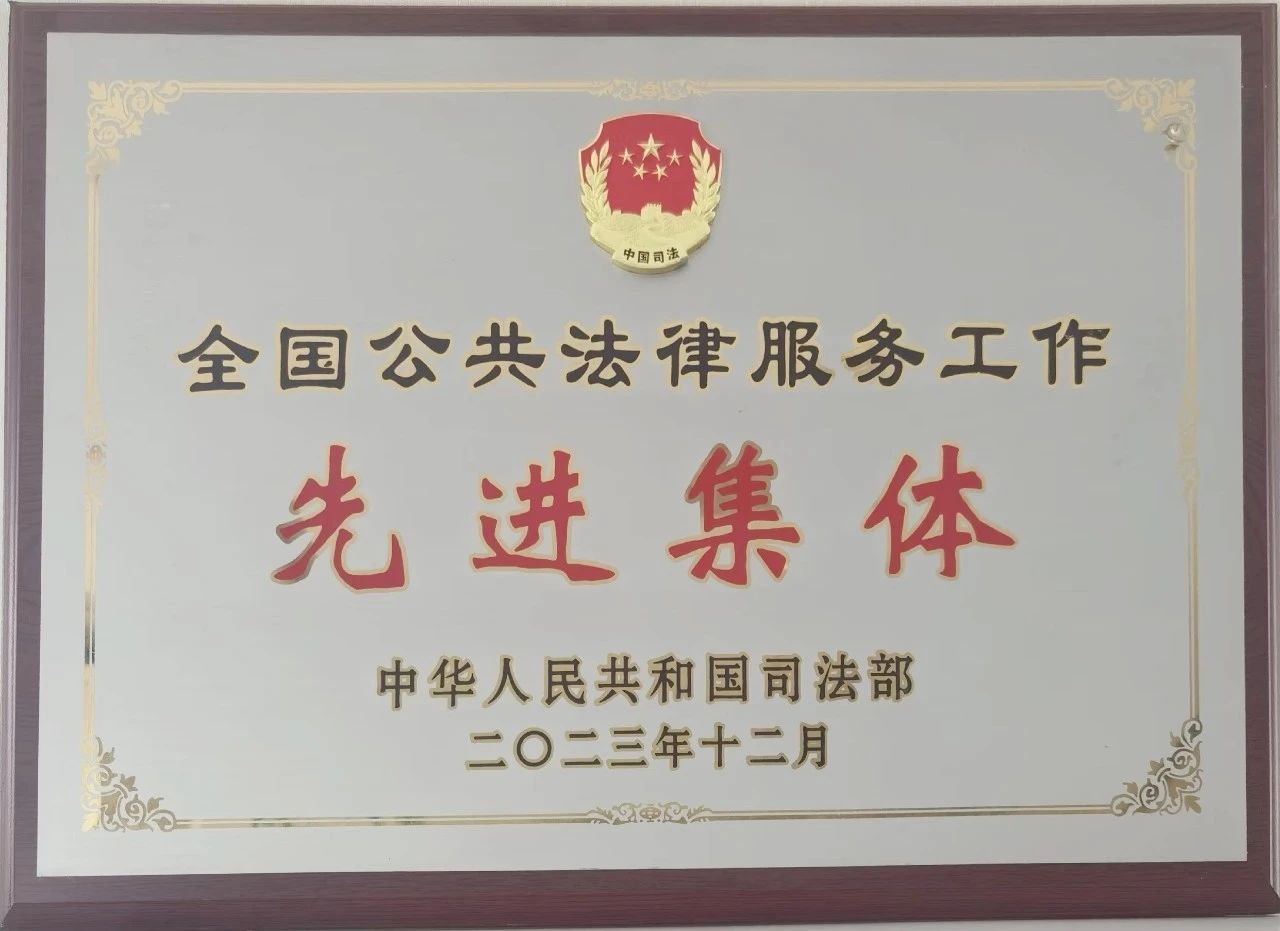 中国司法
全国公共法律服务工作
先进集体
中华人民共和国司法部
二〇二三年十二月